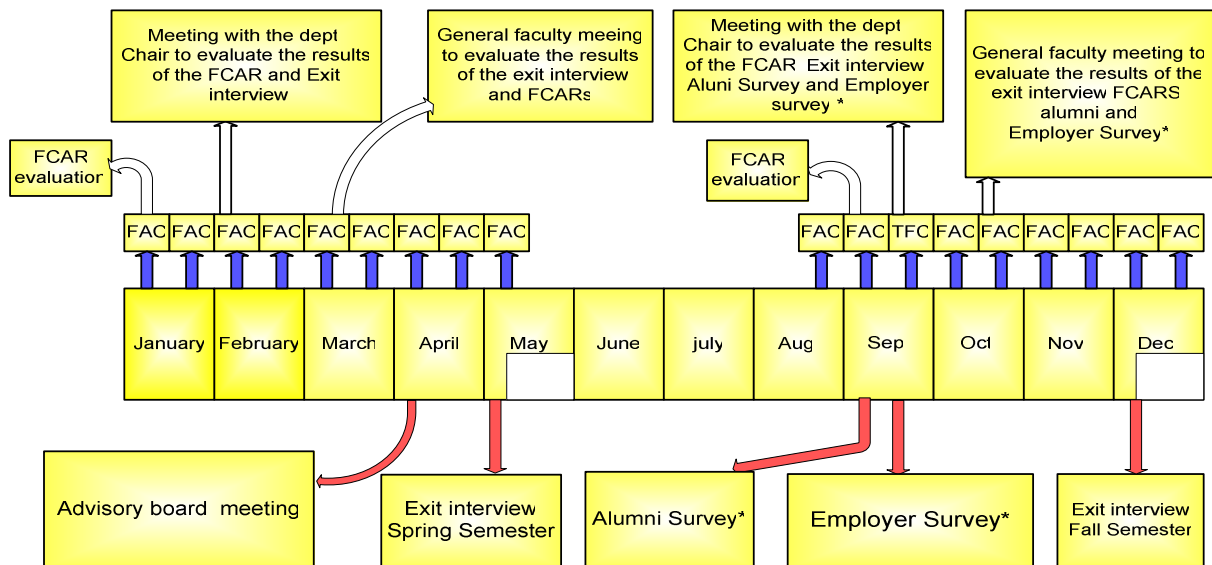 Meeting with the dept
Chair to evaluate the results
of the FCAR and Exit
interview
General faculty meeing
to evaluate the results
of the exit interview
and FCARs
Meeting with the dept
Chair to evaluate the results
of the FCAR Exit interview
Aluni Survey and Employer
survey *
General faculty meeting to
evaluate the results of the
exit interview FCARS
alumni and
Employer Survey*
FCAR
evaluation
FCAR
evaluation
FAC FAC FAC FAC FAC FAC FAC FAC FAC
FAC FAC TFC FAC FAC FAC FAC FAC FAC
January February March April May June july Aug Sep Oct Nov Dec
Advisory board meeting
Exit interview
Spring Semester
Alumni Survey*
Employer Survey*
Exit interview
Fall Semester